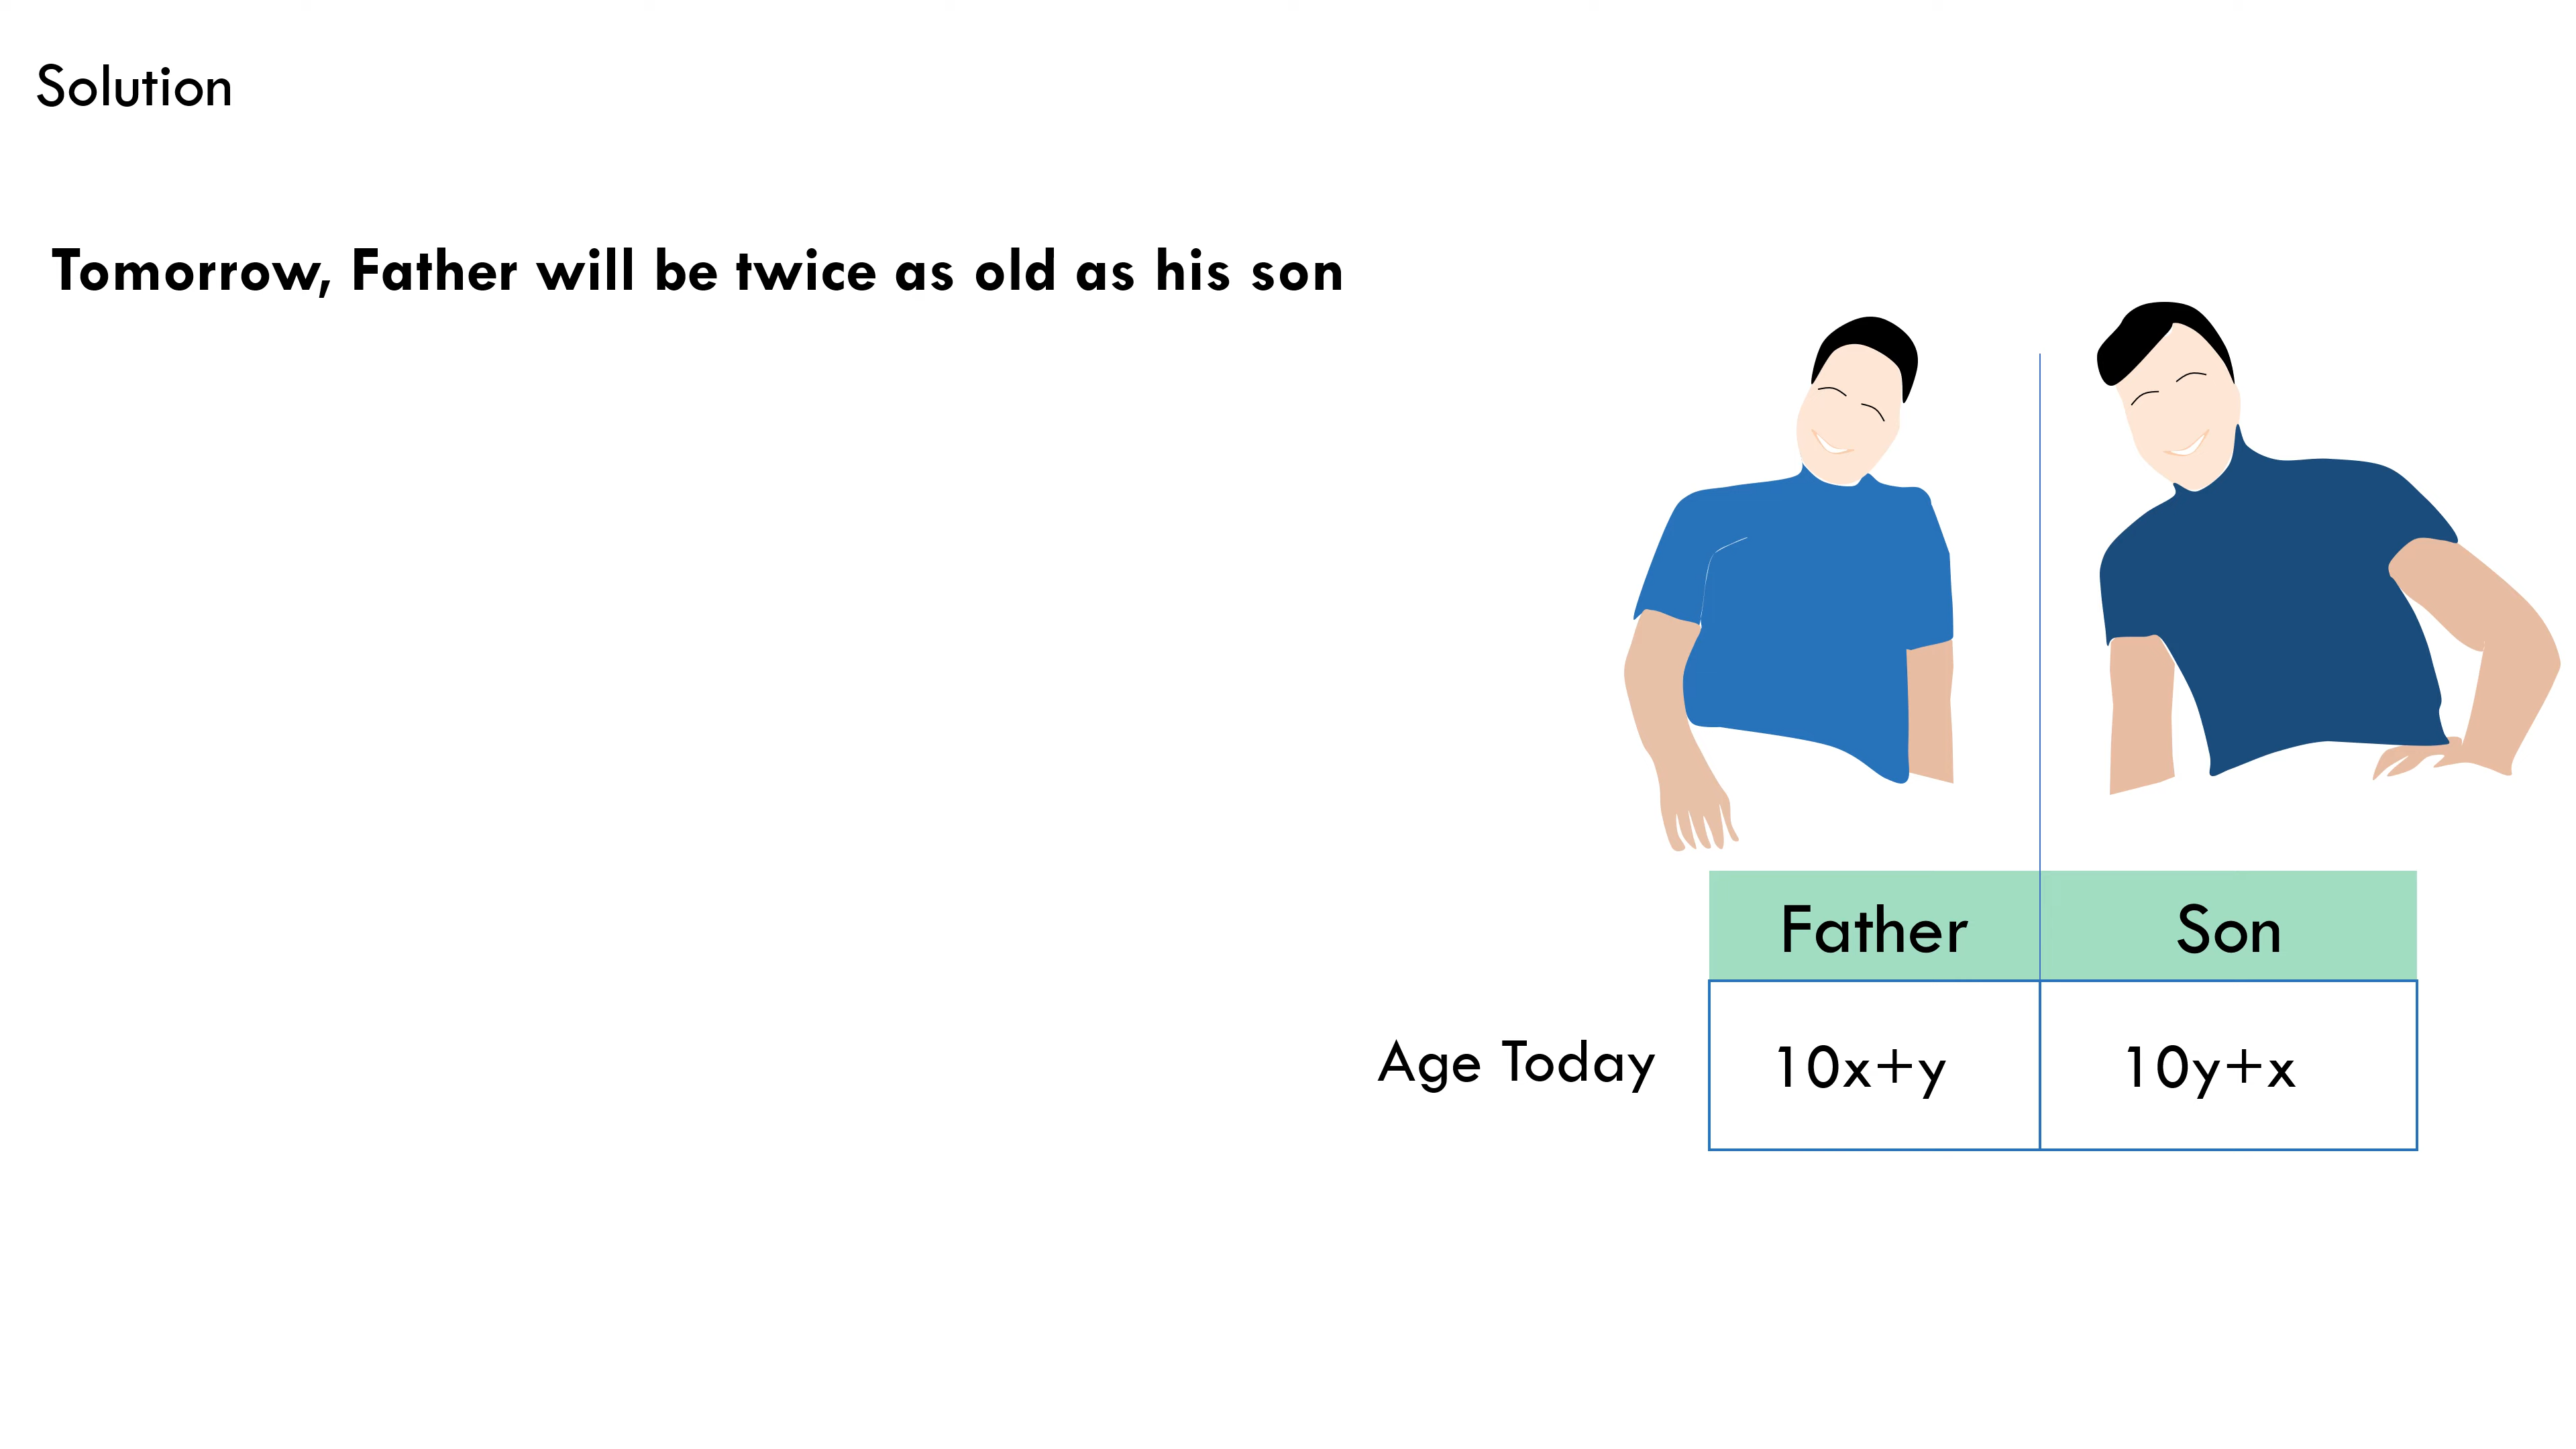 Solution
Tomorrow, Father will be twice as old as his son
Father Son
Age Today 10x+y 10y+x